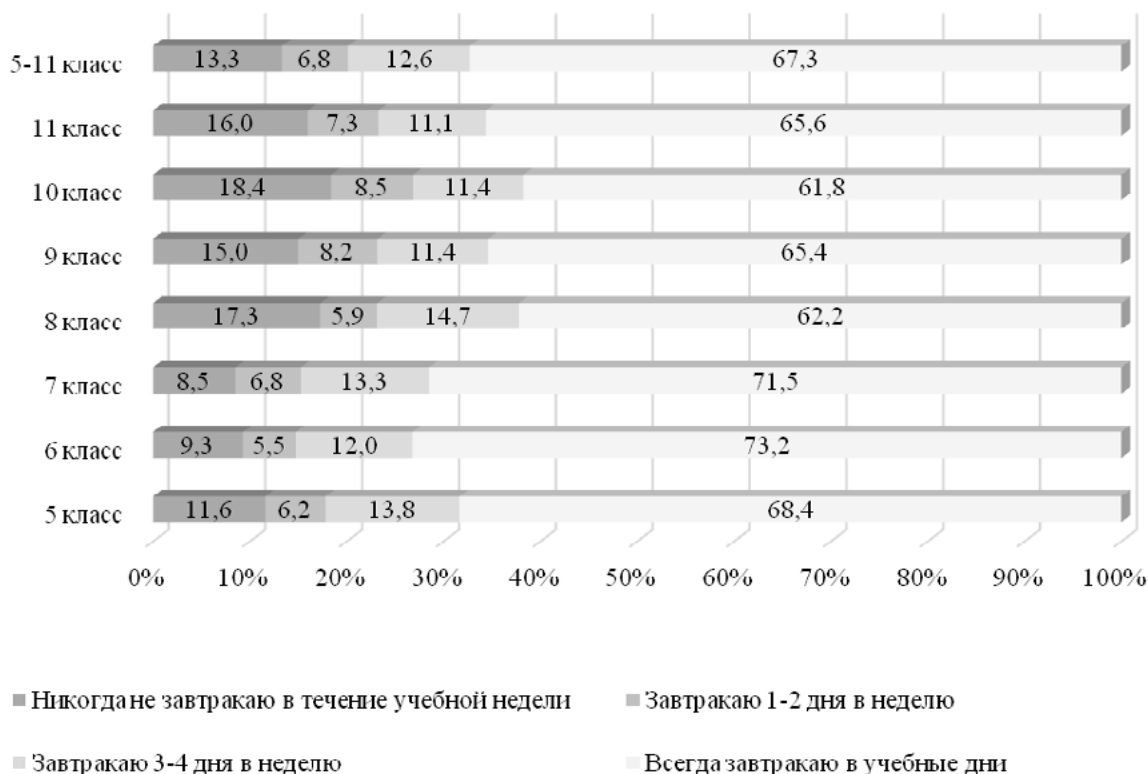 5-11 класс 13,3 6,8 12,6 67,3
11 класс 16,0 7,3 11,1 65,6
10 класс 18,4 8,5 11,4 61,8
9 класс 15,0 8,2 11,4 65,4
8 класс 17,3 5,9 14,7 62,2
7 класс 8,5 6,8 13,3 71,5
6 класс 9,3 5,5 12,0 73,2
5 класс 11,6 6,2 13,8 68,4
0% 10% 20% 30% 40% 50% 60% 70% 80% 90% 100%
Никогда не завтракаю в течение учебной недели Завтракаю 1-2 дня в неделю
Завтракаю 3-4 дня в неделю Всегда завтракаю в учебные дни